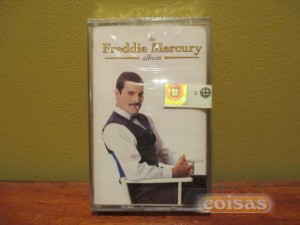 the
Freddie Mercury
album
coisas